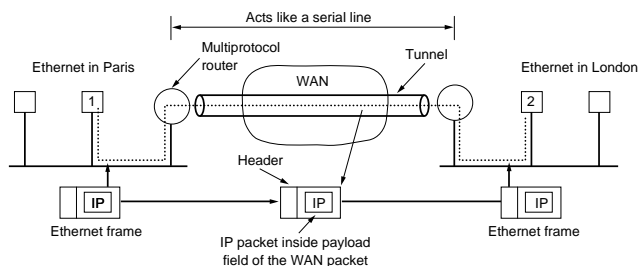 Acts like a serial line
Multiprotocol
router
Tunnel
Ethernet in Paris
WAN
Ethernet in London
1
2
Header
IP
IP
IP
Ethernet frame
IP packet inside payload
field of the WAN packet
Ethernet frame